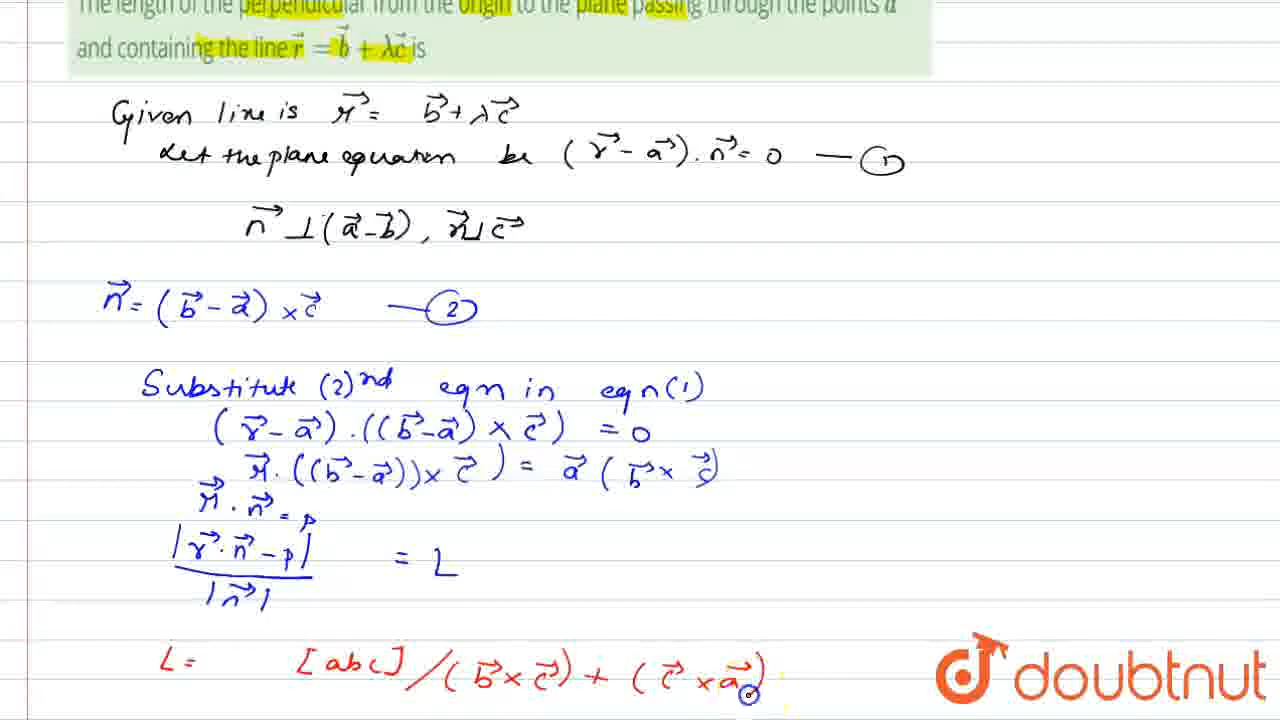 The length of the perpendicular from the origin to the plane passing through the points a⃗
and containing the line r⃗ = b⃗ + λc⃗ is
Given line is r⃗ = b⃗ + λc⃗
Let the plane equation be (r⃗ - a⃗). n⃗ = 0 — (1)
n⃗ ⊥ (a⃗ - b⃗), n⃗ ⊥ c⃗
n⃗ = (b⃗ - a⃗) × c⃗ — (2)
Substitute (2)nd eqn in eqn(1)
(r⃗ - a⃗) . ((b⃗ - a⃗) × c⃗) = 0
r⃗ . ((b⃗ - a⃗)) × c⃗) = a⃗ (b⃗ × c⃗)
r⃗ . n⃗ = p
|r⃗ . n⃗ - p| / |n⃗| = L
L = [abc] / (b⃗ × c⃗) + (c⃗ × a⃗)
doubtnut